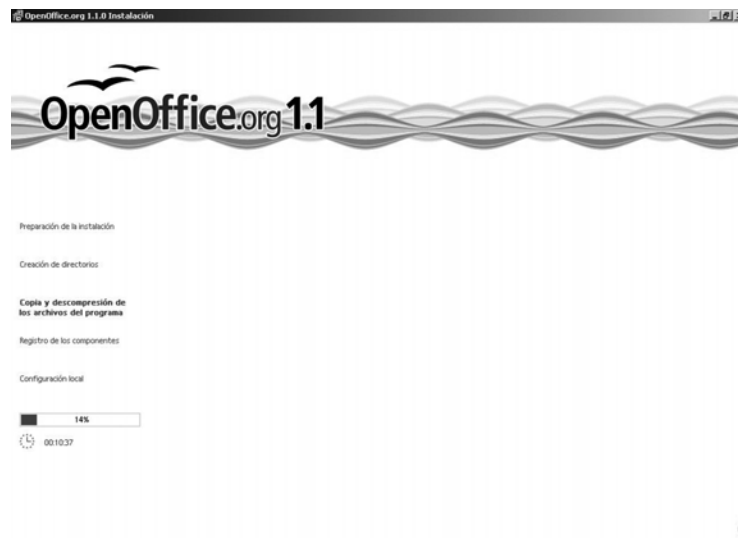 OpenOffice.org 1.1.0 Instalación
OpenOffice.org 1.1
Preparación de la instalación
Creación de directorios
Copia y descompresión de
los archivos del programa
Registro de los componentes
Configuración local
14%
00:10:37